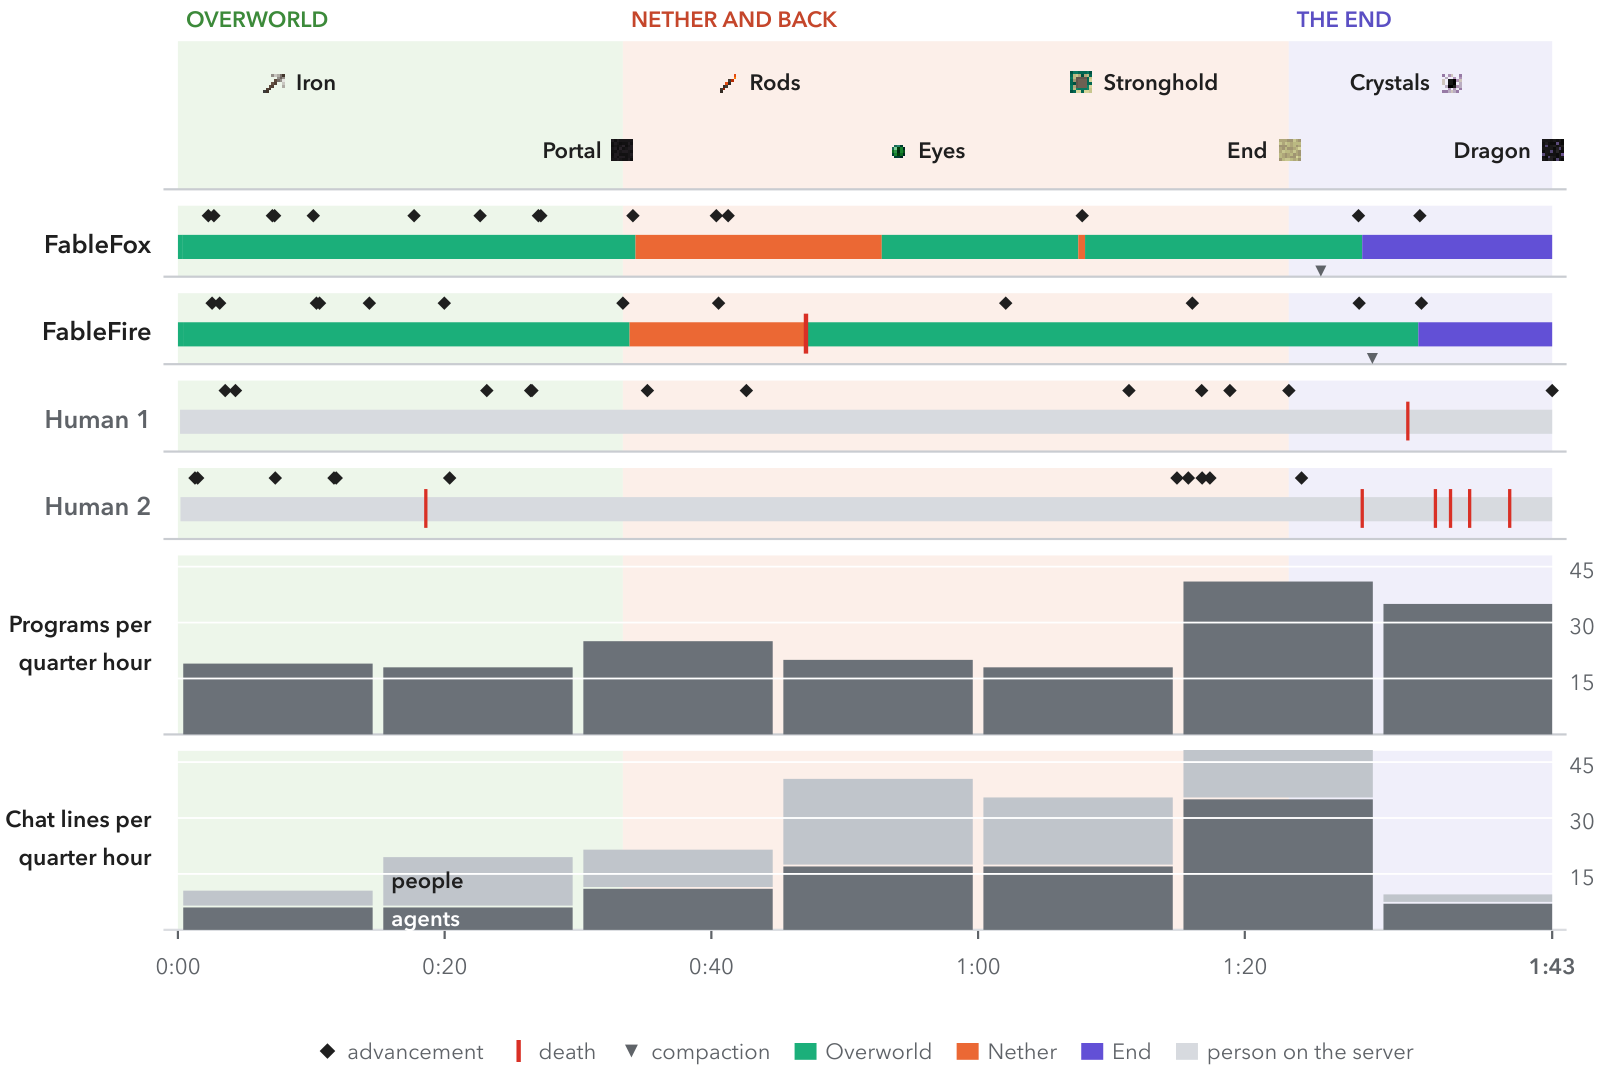 OVERWORLD
NETHER AND BACK
THE END
Iron
Rods
Stronghold
Crystals
Portal
Eyes
End
Dragon
FableFox
FableFire
Human 1
Human 2
Programs per
quarter hour
45
30
15
Chat lines per
quarter hour
people
agents
45
30
15
0:00
0:20
0:40
1:00
1:20
1:43
advancement
death
compaction
Overworld
Nether
End
person on the server